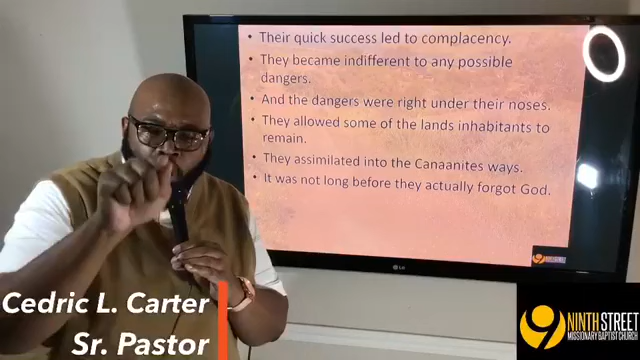 • Their quick success led to complacency.
• They became indifferent to any possible
dangers.
• And the dangers were right under their noses.
• They allowed some of the lands inhabitants to
remain.
• They assimilated into the Canaanites ways.
• It was not long before they actually forgot God.
LG
Cedric L. Carter
Sr. Pastor
NINTH STREET
MISSIONARY BAPTIST CHURCH